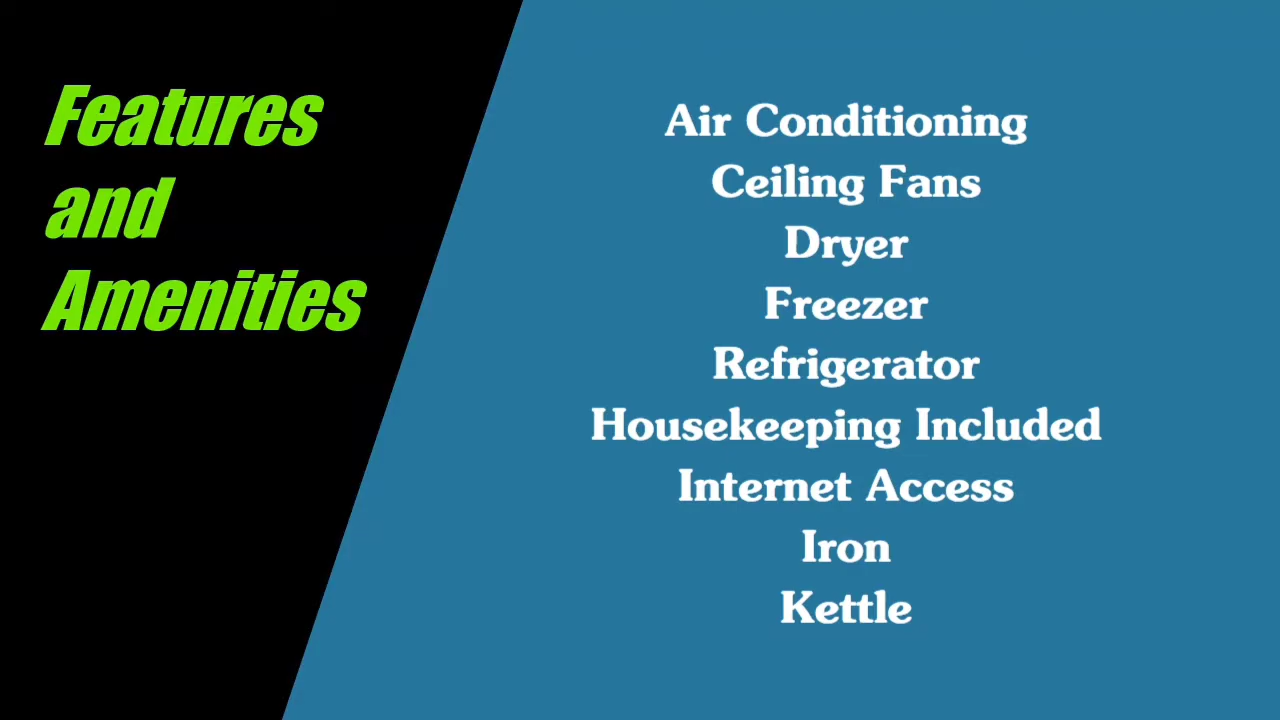 Features
and
Amenities
Air Conditioning
Ceiling Fans
Dryer
Freezer
Refrigerator
Housekeeping Included
Internet Access
Iron
Kettle